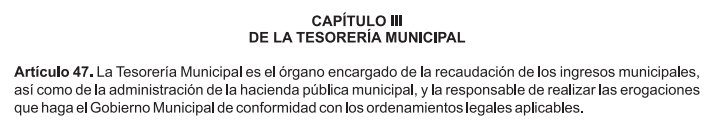 CAPÍTULO III
DE LA TESORERÍA MUNICIPAL
Artículo 47. La Tesorería Municipal es el órgano encargado de la recaudación de los ingresos municipales,
así como de la administración de la hacienda pública municipal, y la responsable de realizar las erogaciones
que haga el Gobierno Municipal de conformidad con los ordenamientos legales aplicables.